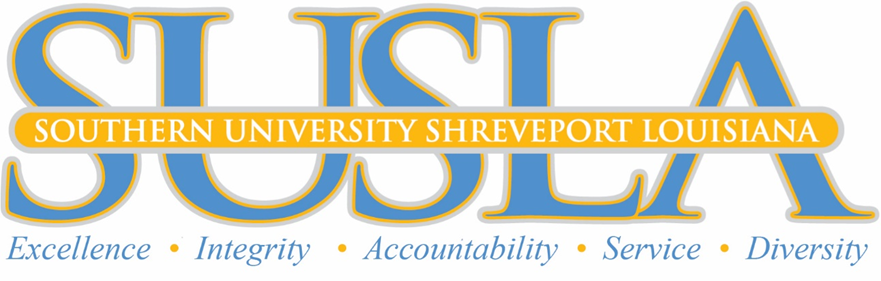 SUSLA
SOUTHERN UNIVERSITY SHREVEPORT LOUISIANA
Excellence • Integrity • Accountability • Service • Diversity